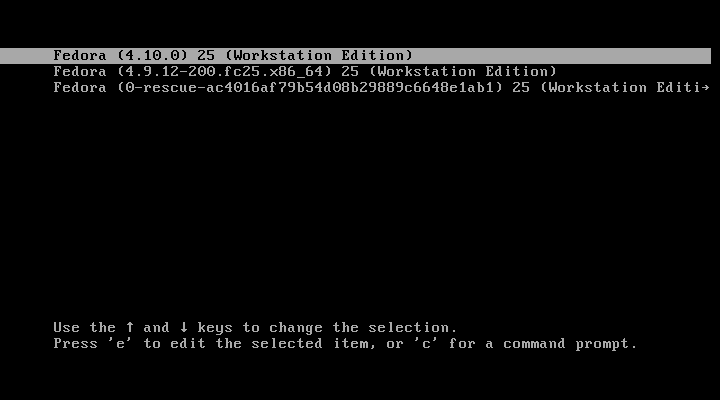 Fedora (4.10.0) 25 (Workstation Edition)
Fedora (4.9.12-200.fc25.x86_64) 25 (Workstation Edition)
Fedora (0-rescue-ac4016af79b54d08b29889c6648e1ab1) 25 (Workstation Editi→
Use the ↑ and ↓ keys to change the selection.
Press 'e' to edit the selected item, or 'c' for a command prompt.